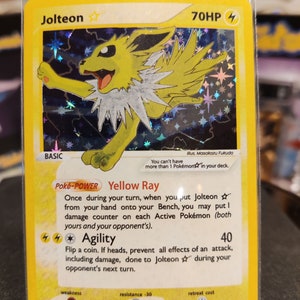 Jolteon ☆ 70HP
Illus. Masakazu Fukuda
BASIC
You can't have
more than 1 Pokémon ☆ in your deck.
Poké-POWER Yellow Ray
Once during your turn, when you put Jolteon ☆
from your hand onto your Bench, you may put 1
damage counter on each Active Pokémon (both
yours and your opponent's).
Agility 40
Flip a coin. If heads, prevent all effects of an attack,
including damage, done to Jolteon ☆ during your
opponent's next turn.
weakness resistance -30 retreat cost